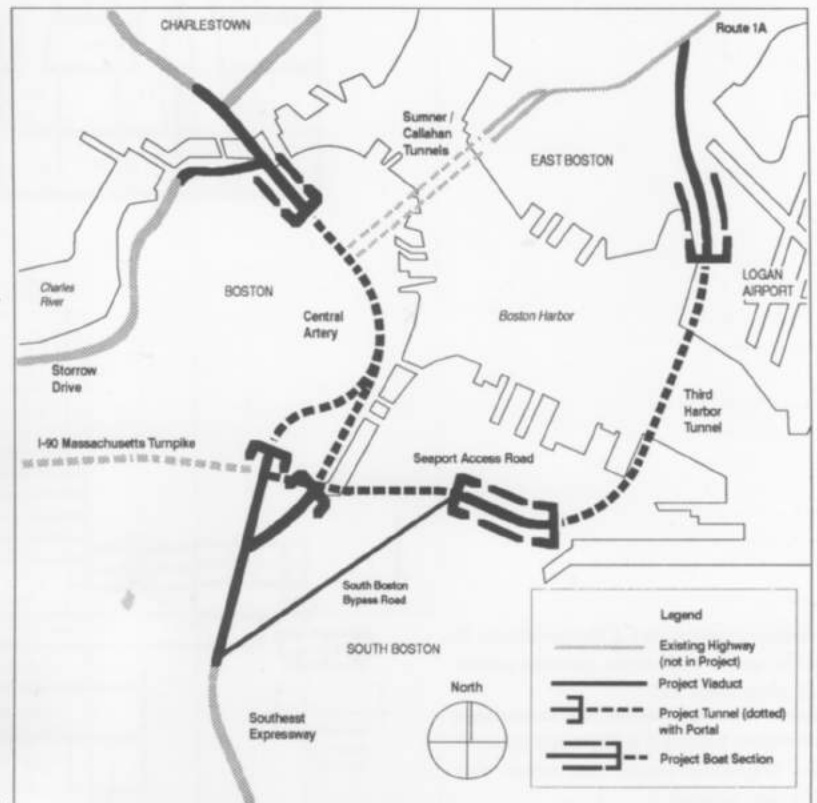 CHARLESTOWN
Route 1A
Sumner /
Callahan
Tunnels
EAST BOSTON
Charles
River
BOSTON
Central
Artery
Boston Harbor
LOGAN
AIRPORT
Storrow
Drive
Third
Harbor
Tunnel
I-90 Massachusetts Turnpike
Seaport Access Road
South Boston
Bypass Road
SOUTH BOSTON
North
Southeast
Expressway
Legend
Existing Highway
(not in Project)
Project Viaduct
Project Tunnel (dotted)
with Portal
Project Boat Section